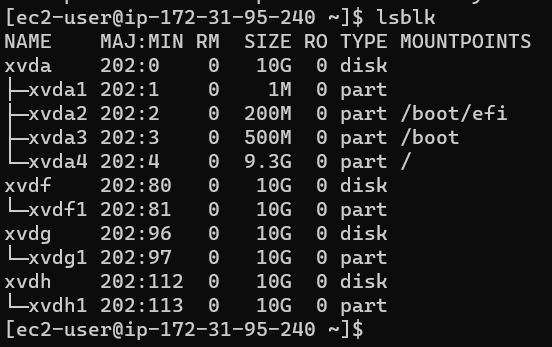 [ec2-user@ip-172-31-95-240 ~]$ lsblk
NAME    MAJ:MIN RM  SIZE RO TYPE MOUNTPOINTS
xvda    202:0    0   10G  0 disk
├─xvda1 202:1    0    1M  0 part
├─xvda2 202:2    0  200M  0 part /boot/efi
├─xvda3 202:3    0  500M  0 part /boot
└─xvda4 202:4    0  9.3G  0 part /
xvdf    202:80   0   10G  0 disk
└─xvdf1 202:81   0   10G  0 part
xvdg    202:96   0   10G  0 disk
└─xvdg1 202:97   0   10G  0 part
xvdh    202:112  0   10G  0 disk
└─xvdh1 202:113  0   10G  0 part
[ec2-user@ip-172-31-95-240 ~]$